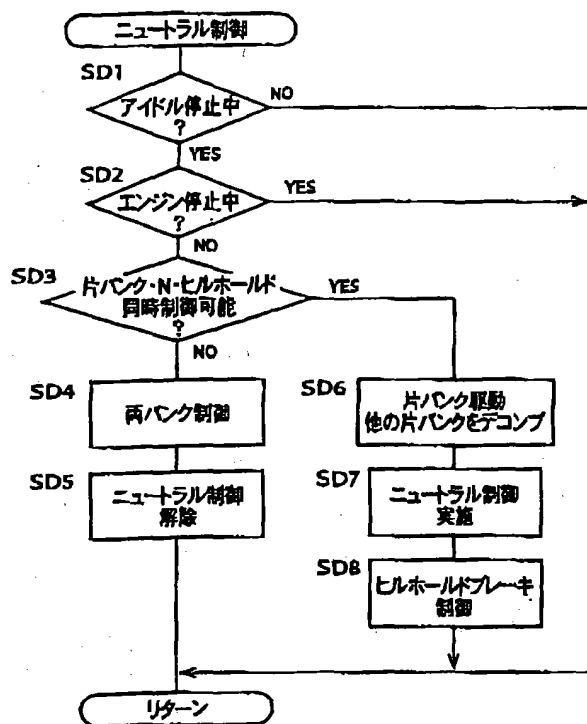 ニュートラル制御
SD1
アイドル停止中
?
NO
YES
SD2
エンジン停止中
?
YES
NO
SD3
片バンク・N・ヒルホールド
同時制御可能
?
YES
NO
SD4
両バンク制御
SD6
片バンク駆動
他の片バンクをデコンプ
SD5
ニュートラル制御
解除
SD7
ニュートラル制御
実施
SD8
ヒルホールドブレーキ
制御
リターン